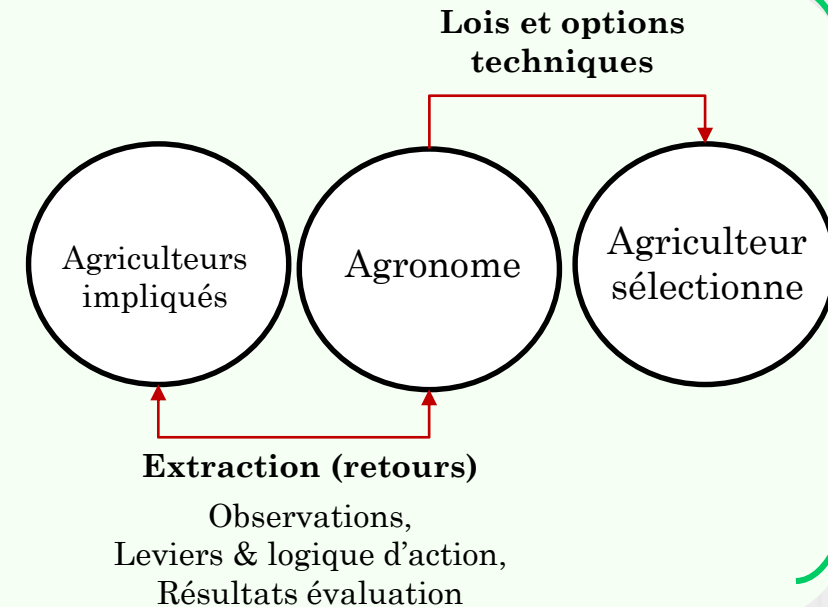 Lois et options
techniques
Agriculteurs
impliqués
Agronome
Agriculteur
sélectionne
Extraction (retours)
Observations,
Leviers & logique d’action,
Résultats évaluation